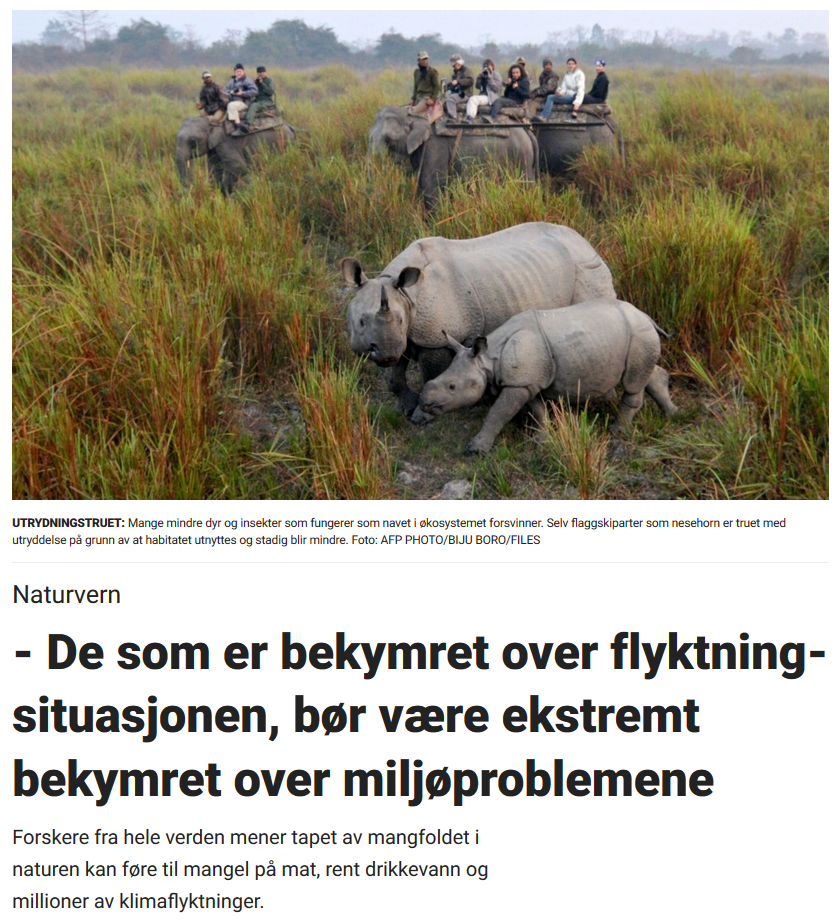 UTRYDNINGSTRUET: Mange mindre dyr og insekter som fungerer som navet i økosystemet forsvinner. Selv flaggskiparter som nesehorn er truet med
utryddelse på grunn av at habitatet utnyttes og stadig blir mindre. Foto: AFP PHOTO/BIJU BORO/FILES
Naturvern
- De som er bekymret over flyktning-
situasjonen, bør være ekstremt
bekymret over miljøproblemene
Forskere fra hele verden mener tapet av mangfoldet i
naturen kan føre til mangel på mat, rent drikkevann og
millioner av klimaflyktninger.